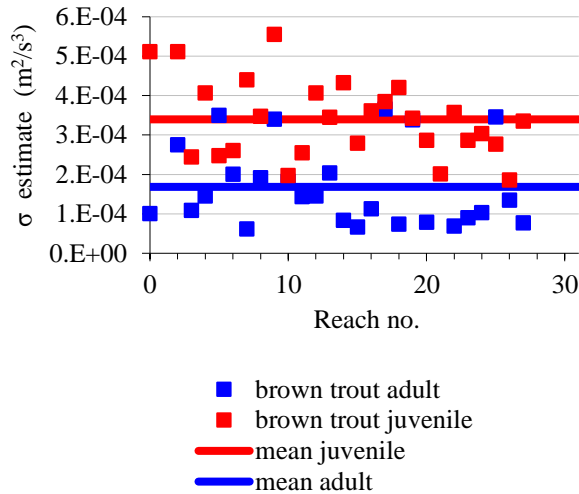 6.E-04
5.E-04
4.E-04
3.E-04
2.E-04
1.E-04
0.E+00
σ estimate (m²/s³)
0 10 20 30
Reach no.
brown trout adult
brown trout juvenile
mean juvenile
mean adult